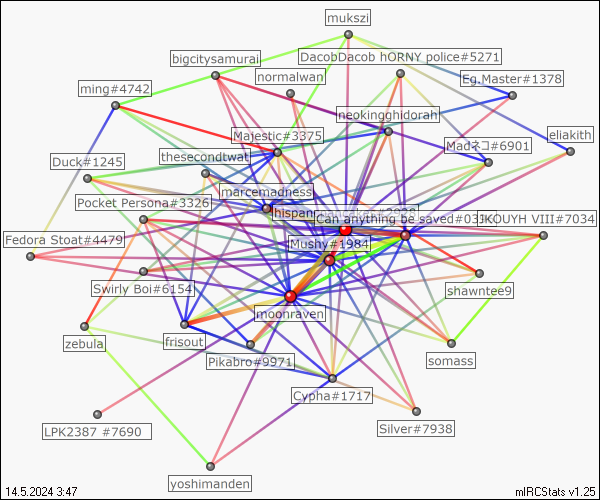 mukszi
DacobDacob hORNY police#5271
bigcitysamurai
normalwan
Eg.Master#1378
ming#4742
neokingghidorah
Majestic#3375
eliakith
Madネコ#6901
thesecondtwat
Duck#1245
marcemadness
Pocket Persona#3326
hispan
Can anything be saved#03
KOUYH VIII#7034
Fedora Stoat#4479
Mushy#1984
Swirly Boi#6154
shawntee9
moonraven
zebula
frisout
Pikabro#9971
somass
Cypha#1717
LPK2387 #7690
Silver#7938
yoshimanden
14.5.2024 3:47
mIRCStats v1.25